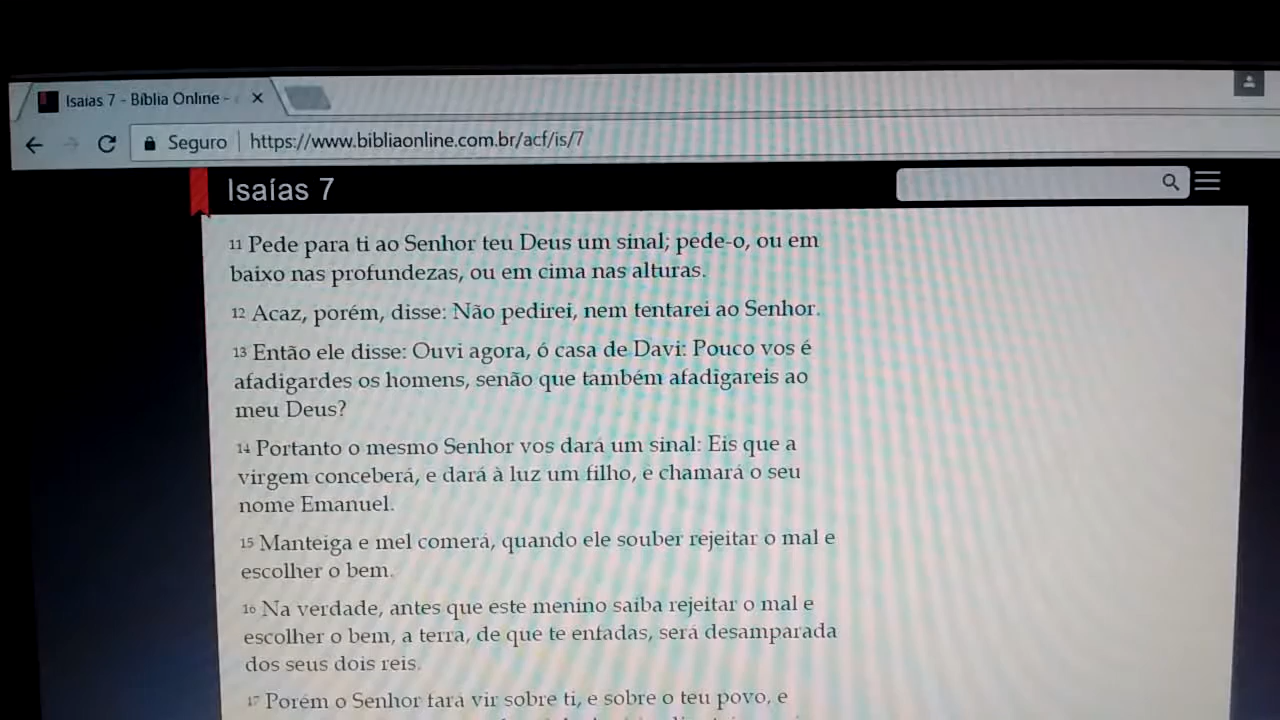 Isaías 7 - Bíblia Online -
Seguro https://www.bibliaonline.com.br/acf/is/7
Isaías 7
11 Pede para ti ao Senhor teu Deus um sinal; pede-o, ou em
baixo nas profundezas, ou em cima nas alturas.
12 Acaz, porém, disse: Não pedirei, nem tentarei ao Senhor.
13 Então ele disse: Ouvi agora, ó casa de Davi: Pouco vos é
afadigardes os homens, senão que também afadigareis ao
meu Deus?
14 Portanto o mesmo Senhor vos dará um sinal: Eis que a
virgem conceberá, e dará à luz um filho, e chamará o seu
nome Emanuel.
15 Manteiga e mel comerá, quando ele souber rejeitar o mal e
escolher o bem.
16 Na verdade, antes que este menino saiba rejeitar o mal e
escolher o bem, a terra, de que te enfadas, será desamparada
dos seus dois reis.
17 Porém o Senhor fará vir sobre ti, e sobre o teu povo, e